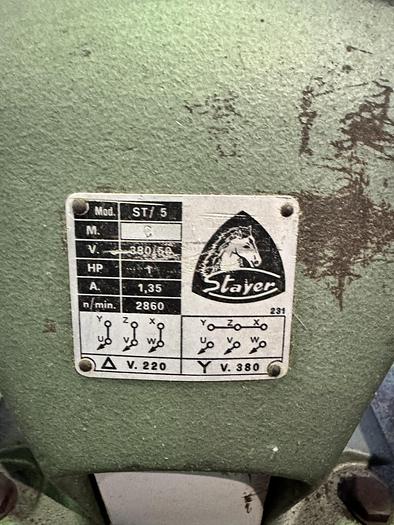 Mod. ST/ 5
M.
V. 380/50
HP 1
A. 1,35
n/min. 2860
Stayer
231
Y Z X
U V W
Y Z X
U V W
Δ V. 220
Y V. 380